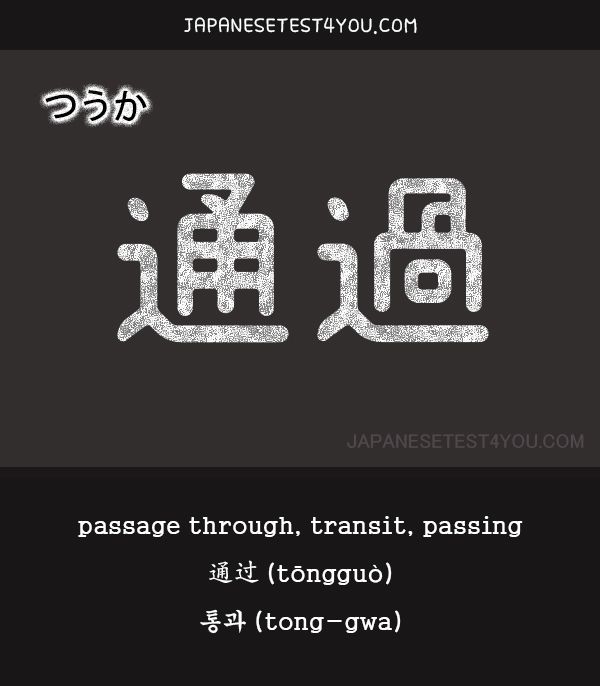 JAPANESETEST4YOU.COM
つうか
通過
JAPANESETEST4YOU.COM
passage through, transit, passing
通过 (tōngguò)
통과 (tong-gwa)